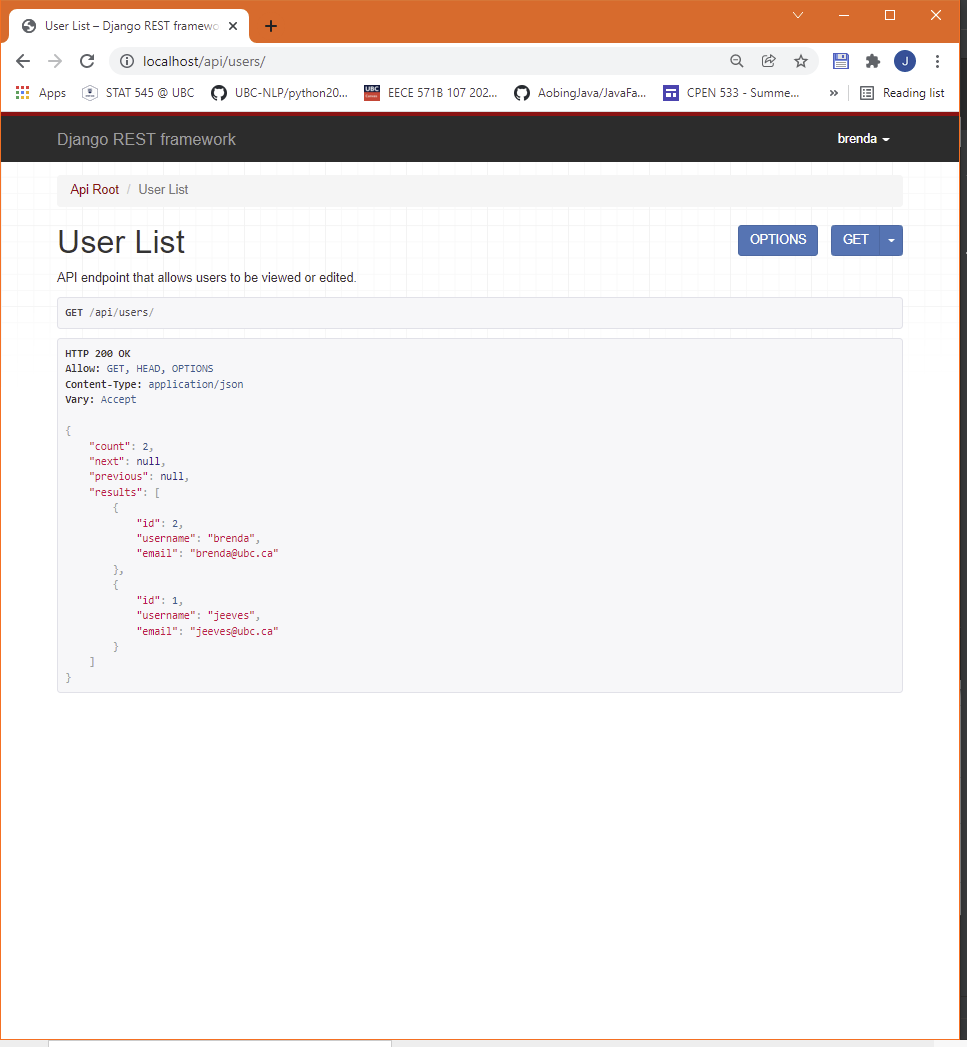 User List – Django REST framewo
localhost/api/users/
J
Apps
STAT 545 @ UBC
UBC-NLP/python20...
UBC
EECE 571B 107 202...
AobingJava/JavaFa...
CPEN 533 - Summe...
»
Reading list
Django REST framework
brenda
Api Root / User List
User List
OPTIONS
GET
API endpoint that allows users to be viewed or edited.
GET /api/users/
HTTP 200 OK
Allow: GET, HEAD, OPTIONS
Content-Type: application/json
Vary: Accept
{
"count": 2,
"next": null,
"previous": null,
"results": [
{
"id": 2,
"username": "brenda",
"email": "brenda@ubc.ca"
},
{
"id": 1,
"username": "jeeves",
"email": "jeeves@ubc.ca"
}
]
}